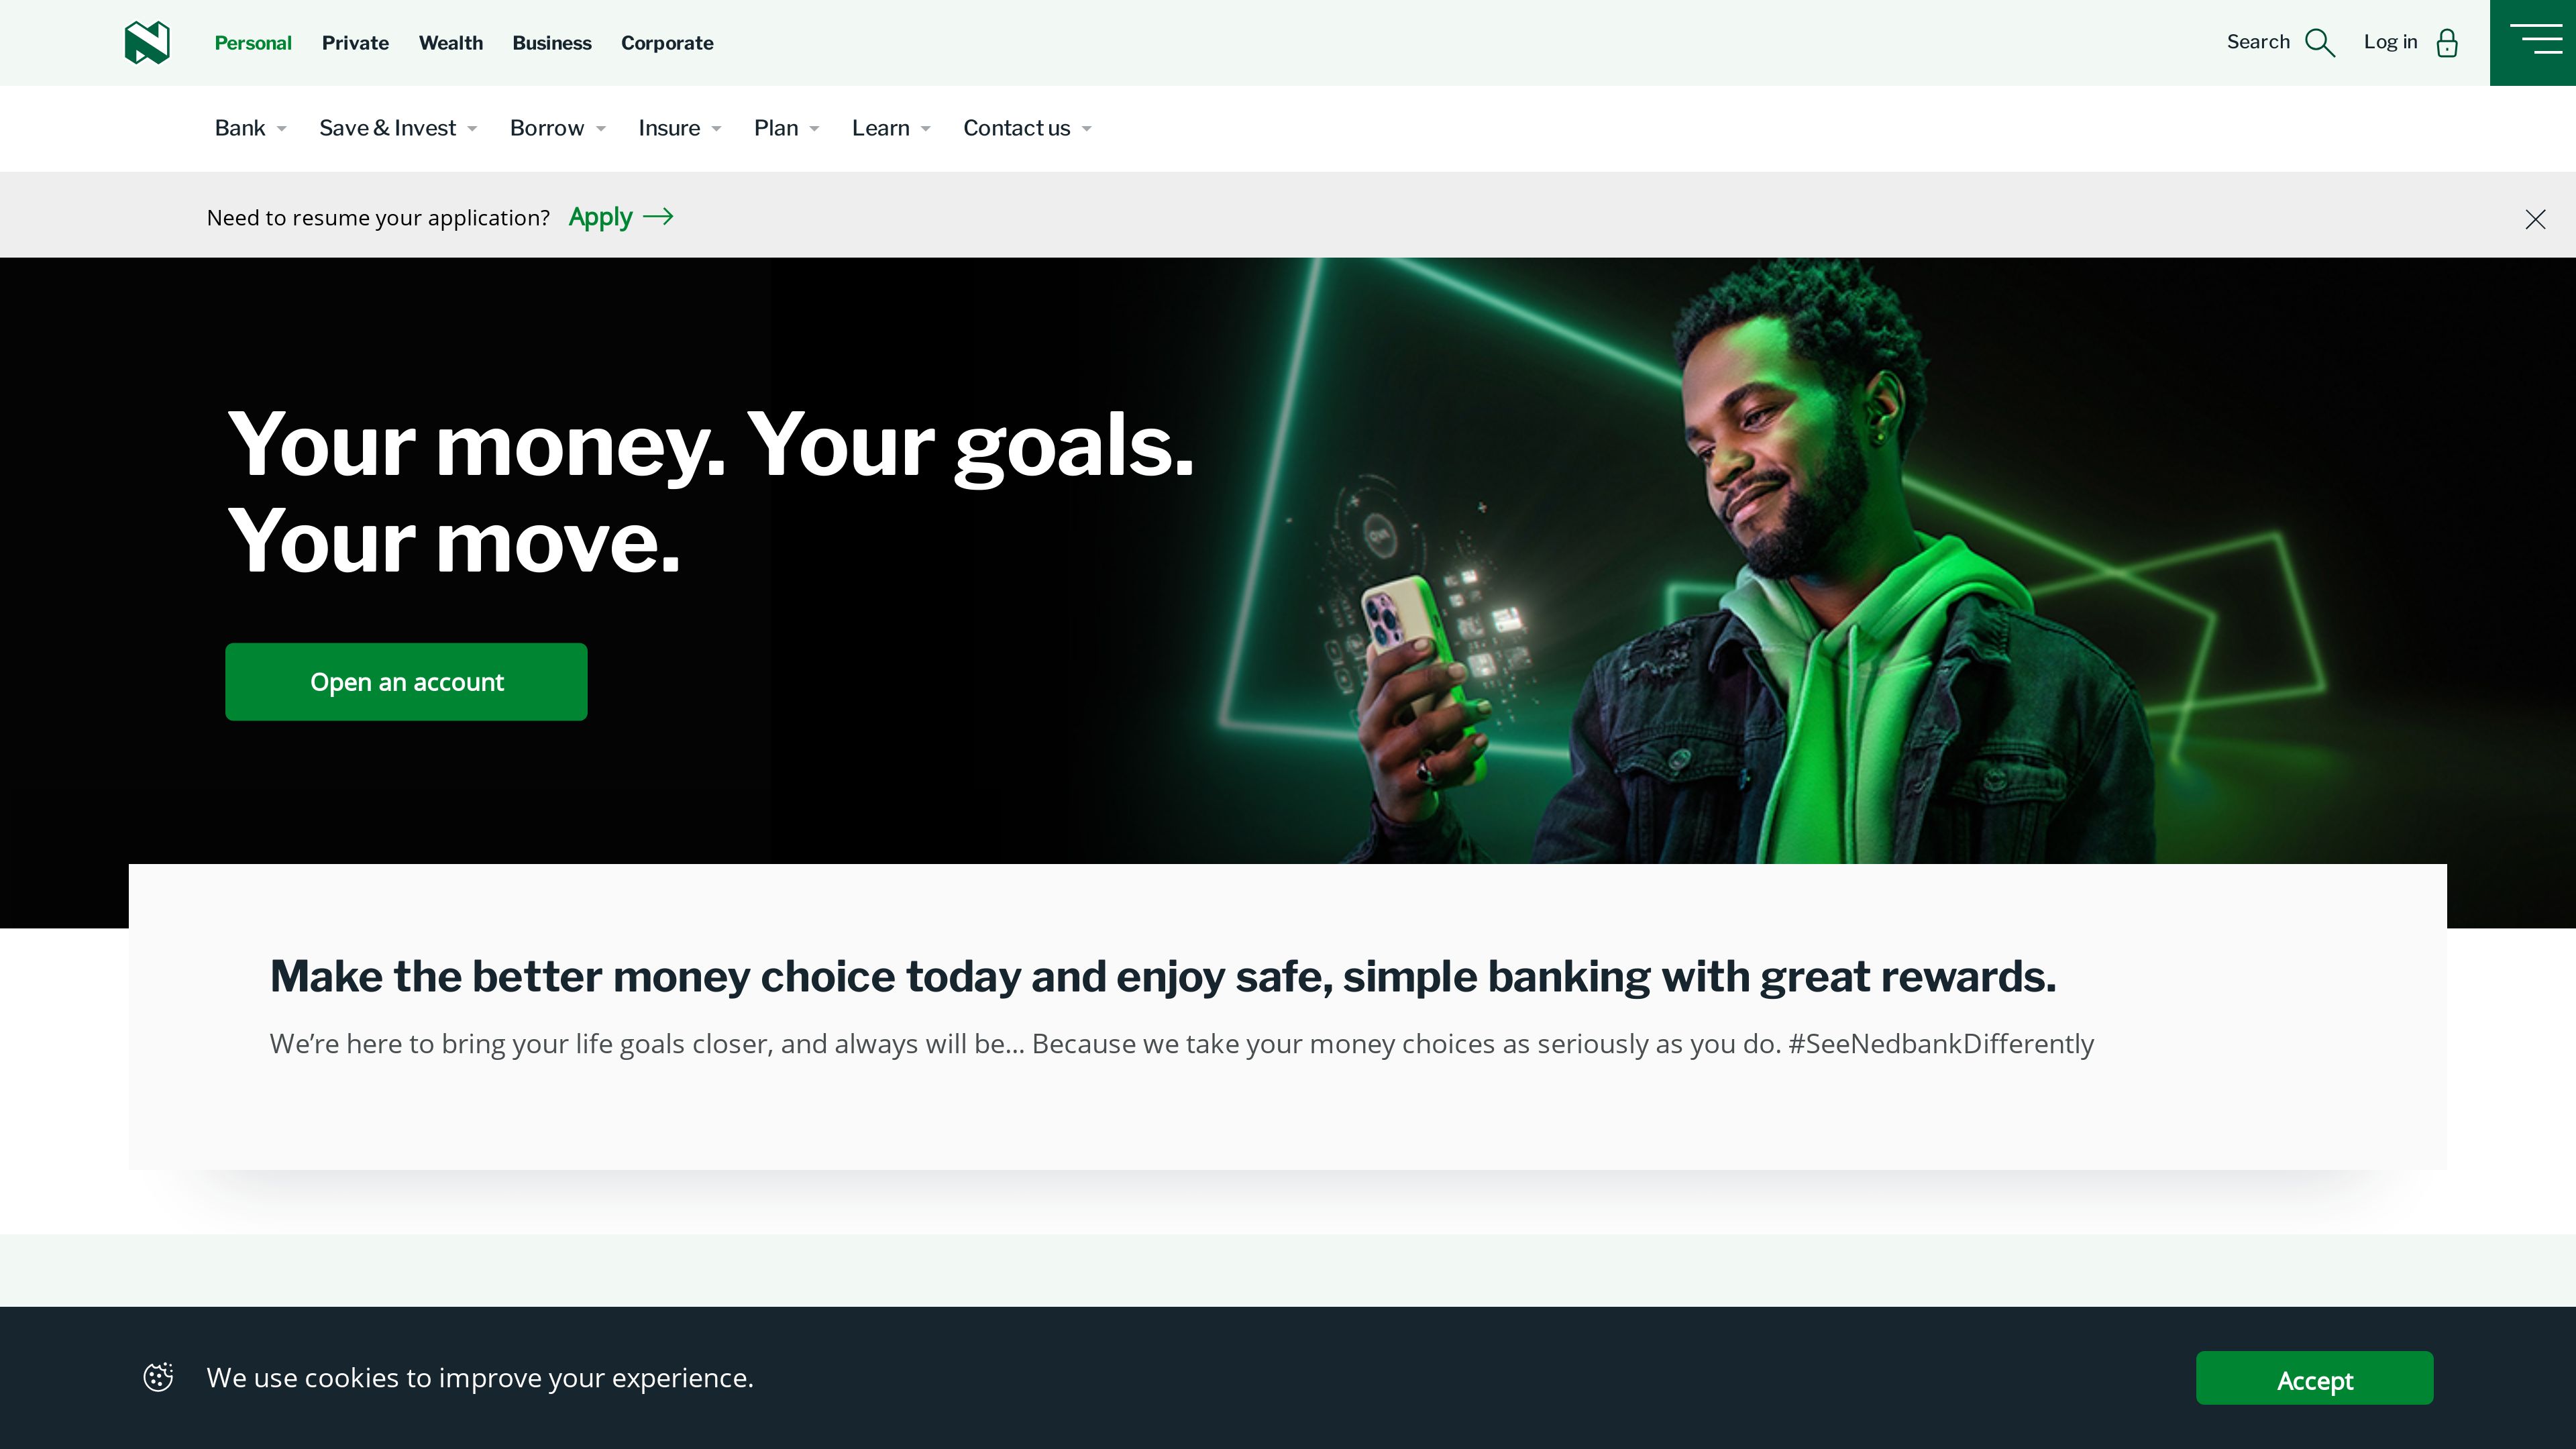 Personal Private Wealth Business Corporate Search Log in
Bank Save & Invest Borrow Insure Plan Learn Contact us
Need to resume your application? Apply
Your money. Your goals.
Your move.
Open an account
Make the better money choice today and enjoy safe, simple banking with great rewards.
We’re here to bring your life goals closer, and always will be... Because we take your money choices as seriously as you do. #SeeNedbankDifferently
We use cookies to improve your experience.
Accept